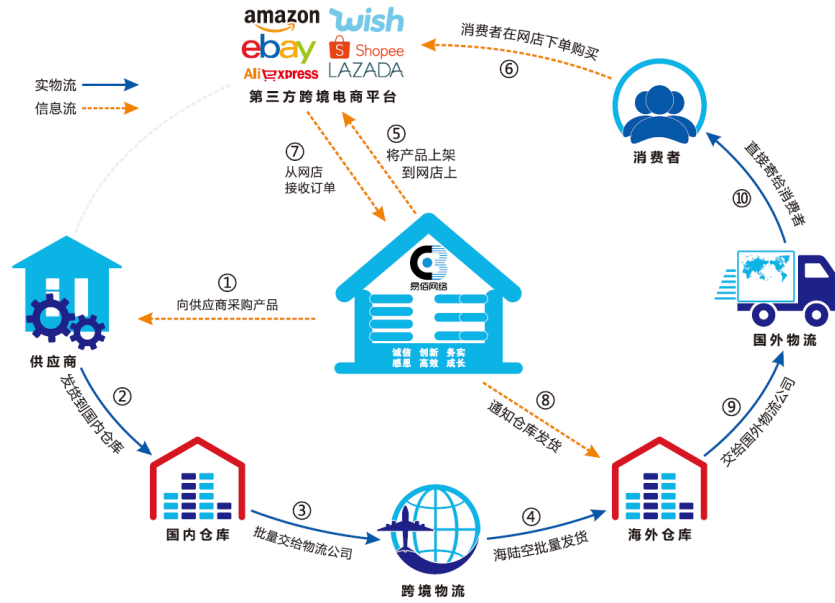 amazon
wish
ebay
Shopee
AliExpress
LAZADA
第三方跨境电商平台
实物流
信息流
⑥
消费者在网店下单购买
消费者
⑦
从网店
接收订单
⑤
将产品上架
到网店上
⑩
直接寄给消费者
易佰网络
诚信 创新 务实
感恩 高效 成长
①
向供应商采购产品
供应商
国外物流
②
发货到国内仓库
⑧
通知仓库发货
⑨
交给国外物流公司
国内仓库
③
批量交给物流公司
跨境物流
④
海陆空批量发货
海外仓库